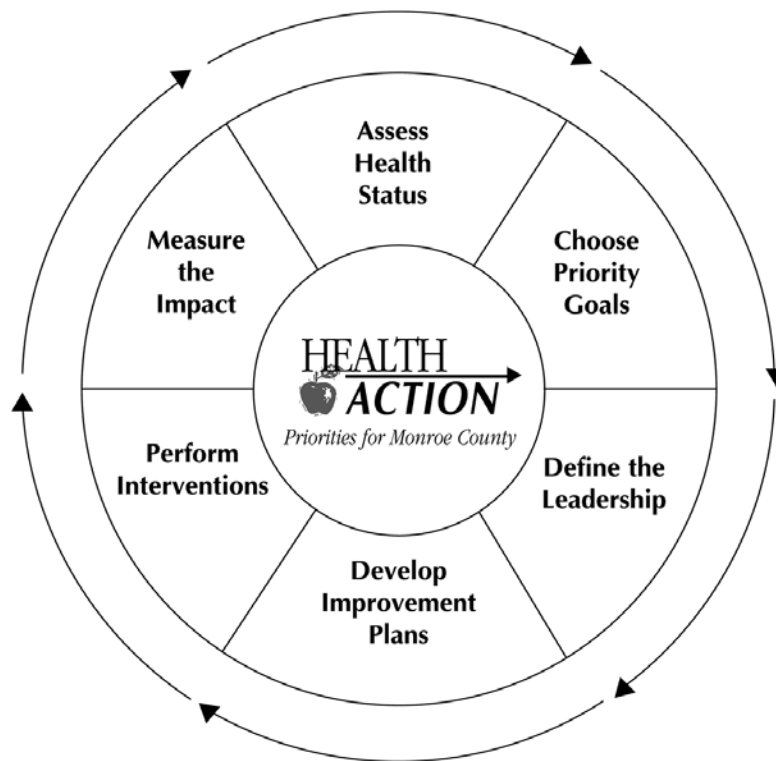 Assess
Health
Status
Choose
Priority
Goals
Define the
Leadership
Develop
Improvement
Plans
Perform
Interventions
Measure
the
Impact
HEALTH
ACTION
Priorities for Monroe County